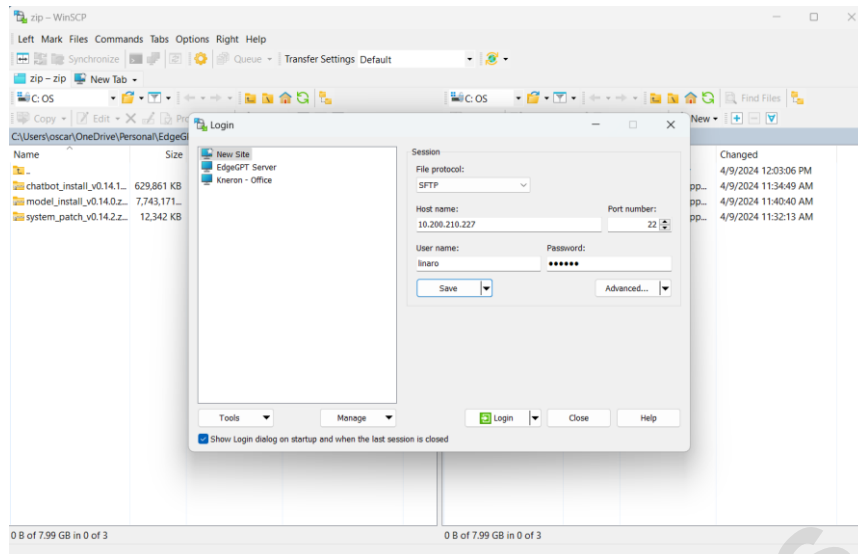 zip – WinSCP
Left Mark Files Commands Tabs Options Right Help
Synchronize Queue Transfer Settings Default
zip – zip New Tab
C: OS C: OS Find Files
Copy Edit New
C:\Users\oscar\OneDrive\Personal\EdgeG
Name Size Changed
..
chatbot_install_v0.14.1... 629,861 KB 4/9/2024 12:03:06 PM
model_install_v0.14.0.z... 7,743,171... pp... 4/9/2024 11:34:49 AM
system_patch_v0.14.2.z... 12,342 KB pp... 4/9/2024 11:40:40 AM
pp... 4/9/2024 11:32:13 AM
Login
New Site
EdgeGPT Server
Kneron - Office
Session
File protocol:
SFTP
Host name: Port number:
10.200.210.227 22
User name: Password:
linaro ●●●●●●
Save Advanced...
Tools Manage Login Close Help
Show Login dialog on startup and when the last session is closed
0 B of 7.99 GB in 0 of 3 0 B of 7.99 GB in 0 of 3